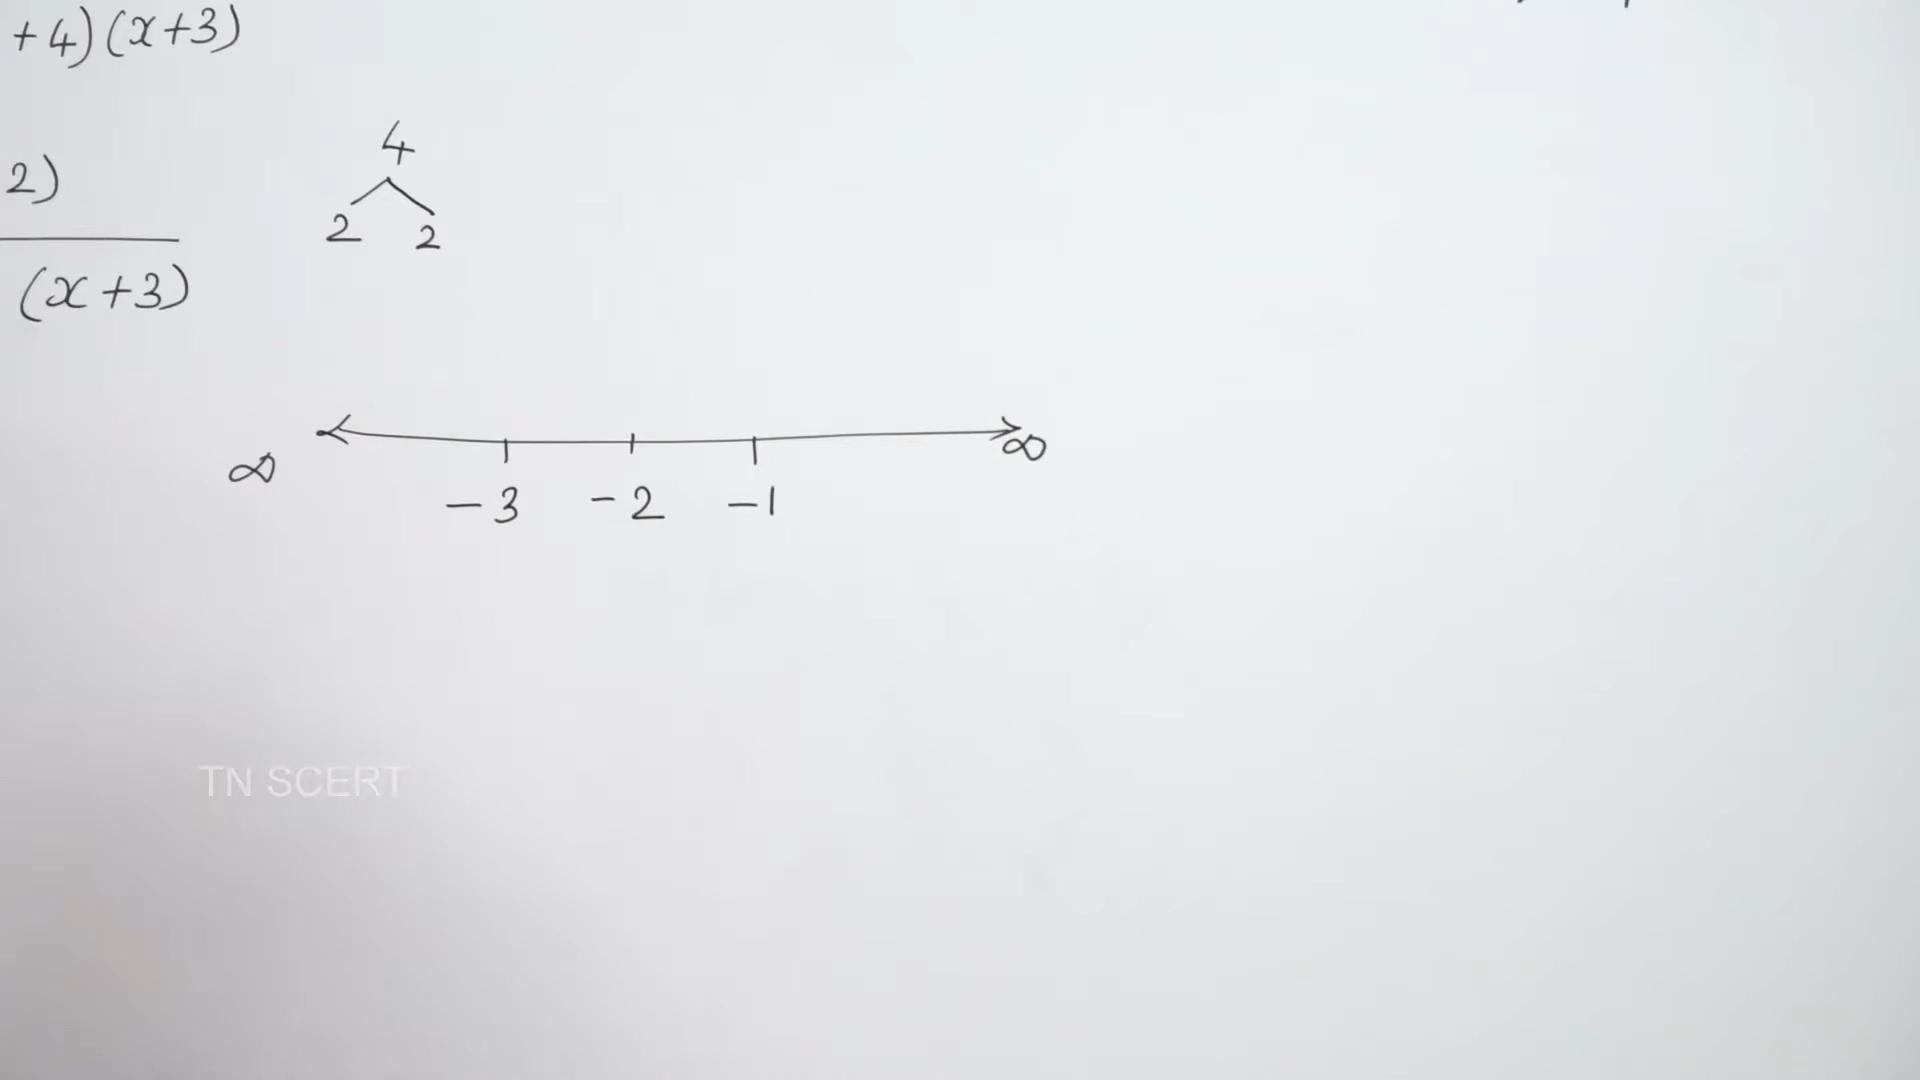 +4)(x+3)
4
2)
2 2
(x+3)
∞ ∞
-3 -2 -1
TN SCERT